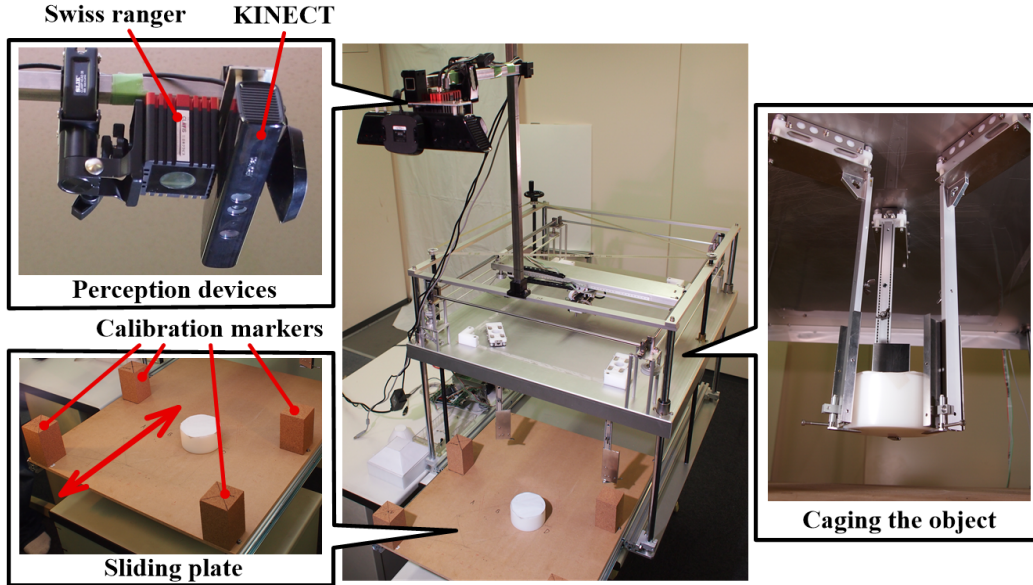 Swiss ranger
KINECT
Perception devices
Calibration markers
Sliding plate
Caging the object